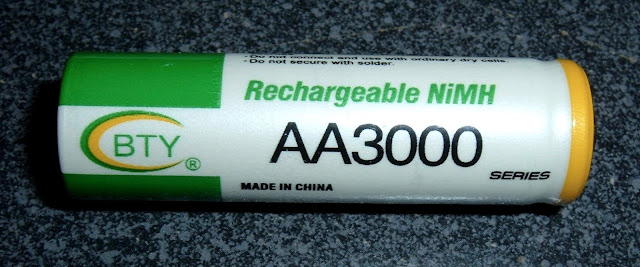 - Do not connect and use with ordinary dry cells.
- Do not secure with solder.
Rechargeable NiMH
BTY®
AA3000
SERIES
MADE IN CHINA